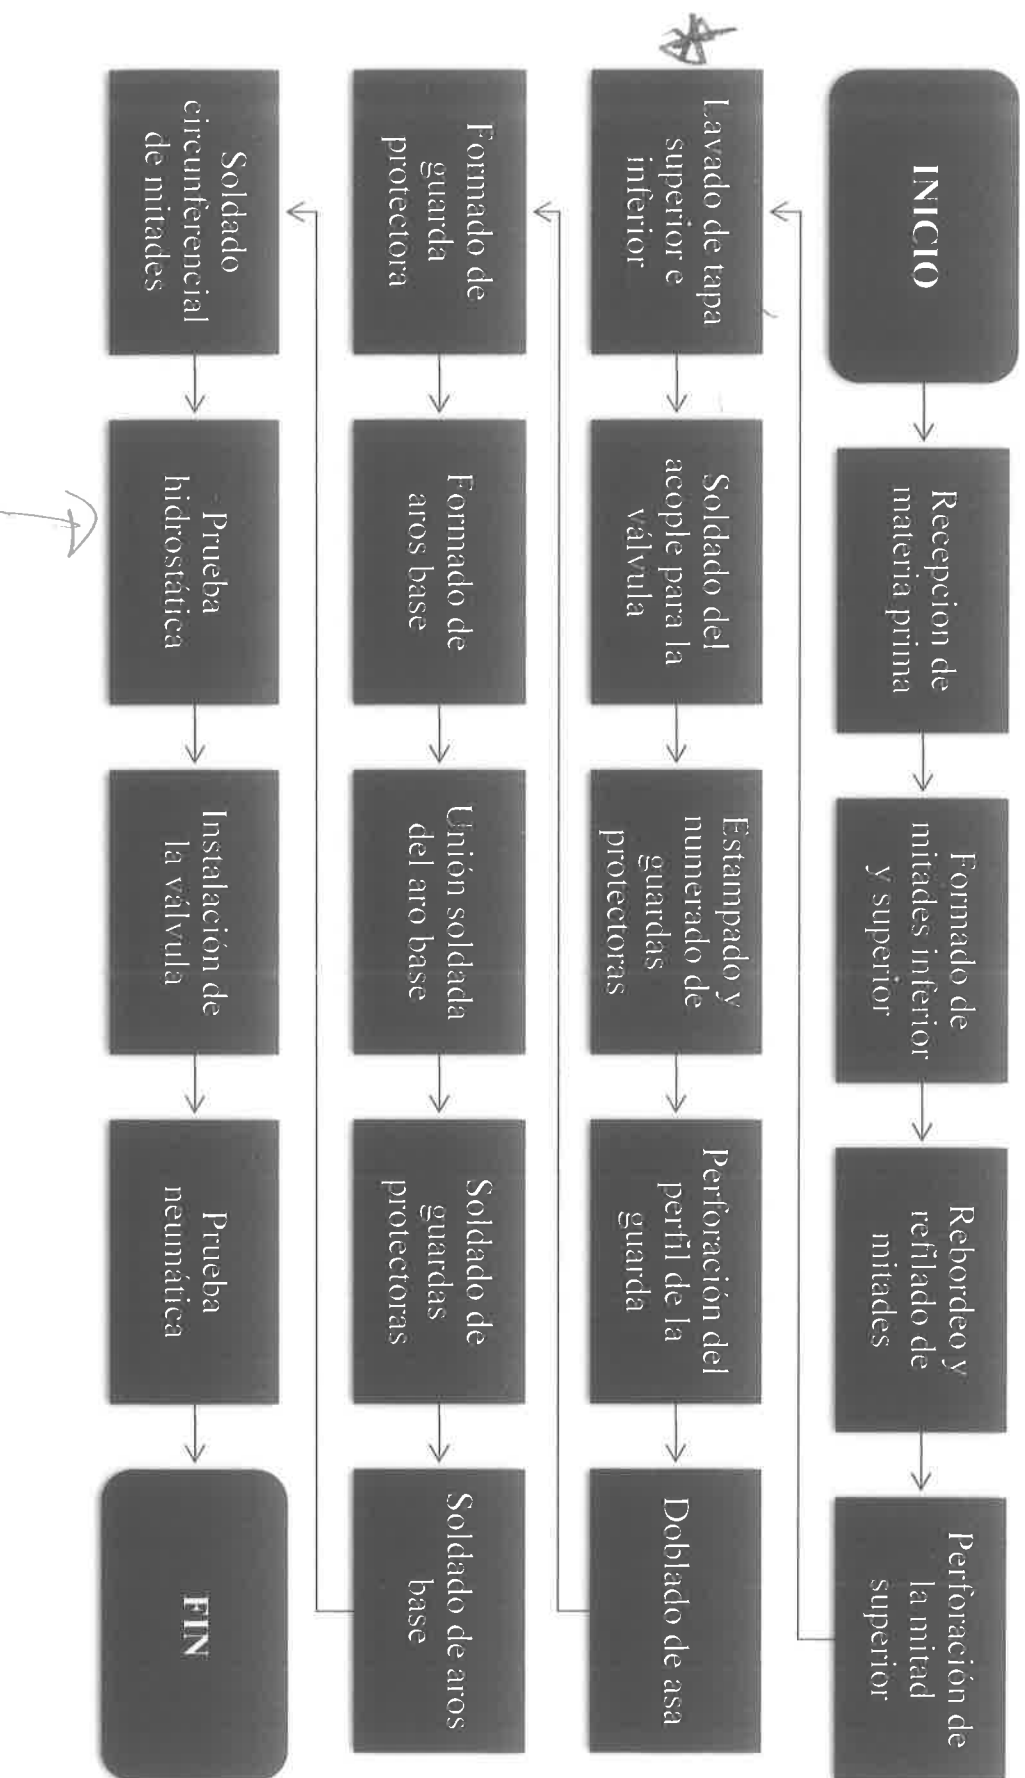 INICIO
Recepcion de
materia prima
Formado de
mitades inferior
y superior
Rebordeo y
refilado de
mitades
Perforación de
la mitad
superior
Lavado de tapa
superior e
inferior
Soldado del
acople para la
válvula
Estampado y
numerado de
guardas
protectoras
Perforación del
perfil de la
guarda
Doblado de asa
Formado de
guarda
protectora
Formado de
aros base
Unión soldada
del aro base
Soldado de
guardas
protectoras
Soldado de aros
base
Soldado
circunferencial
de mitades
Prueba
hidrostática
Instalación de
la válvula
Prueba
neumática
FIN